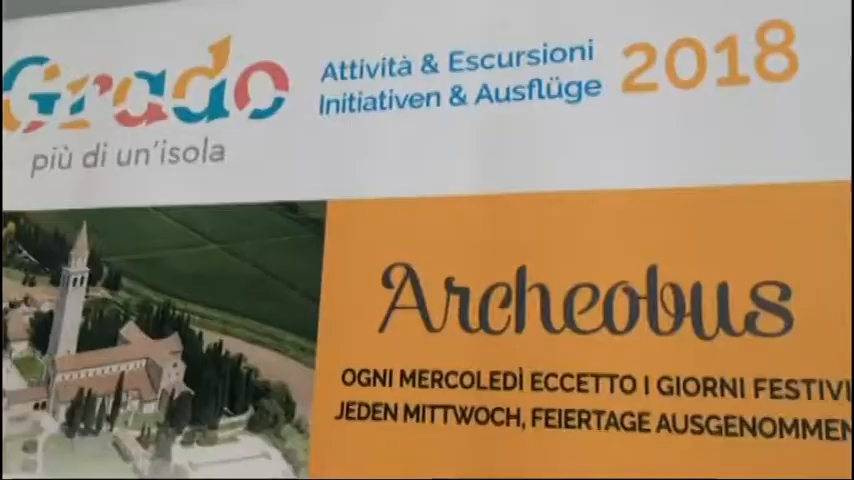 Grado
più di un'isola
Attività & Escursioni
Initiativen & Ausflüge
2018
Archeobus
OGNI MERCOLEDÌ ECCETTO I GIORNI FESTIVI
JEDEN MITTWOCH, FEIERTAGE AUSGENOMMEN